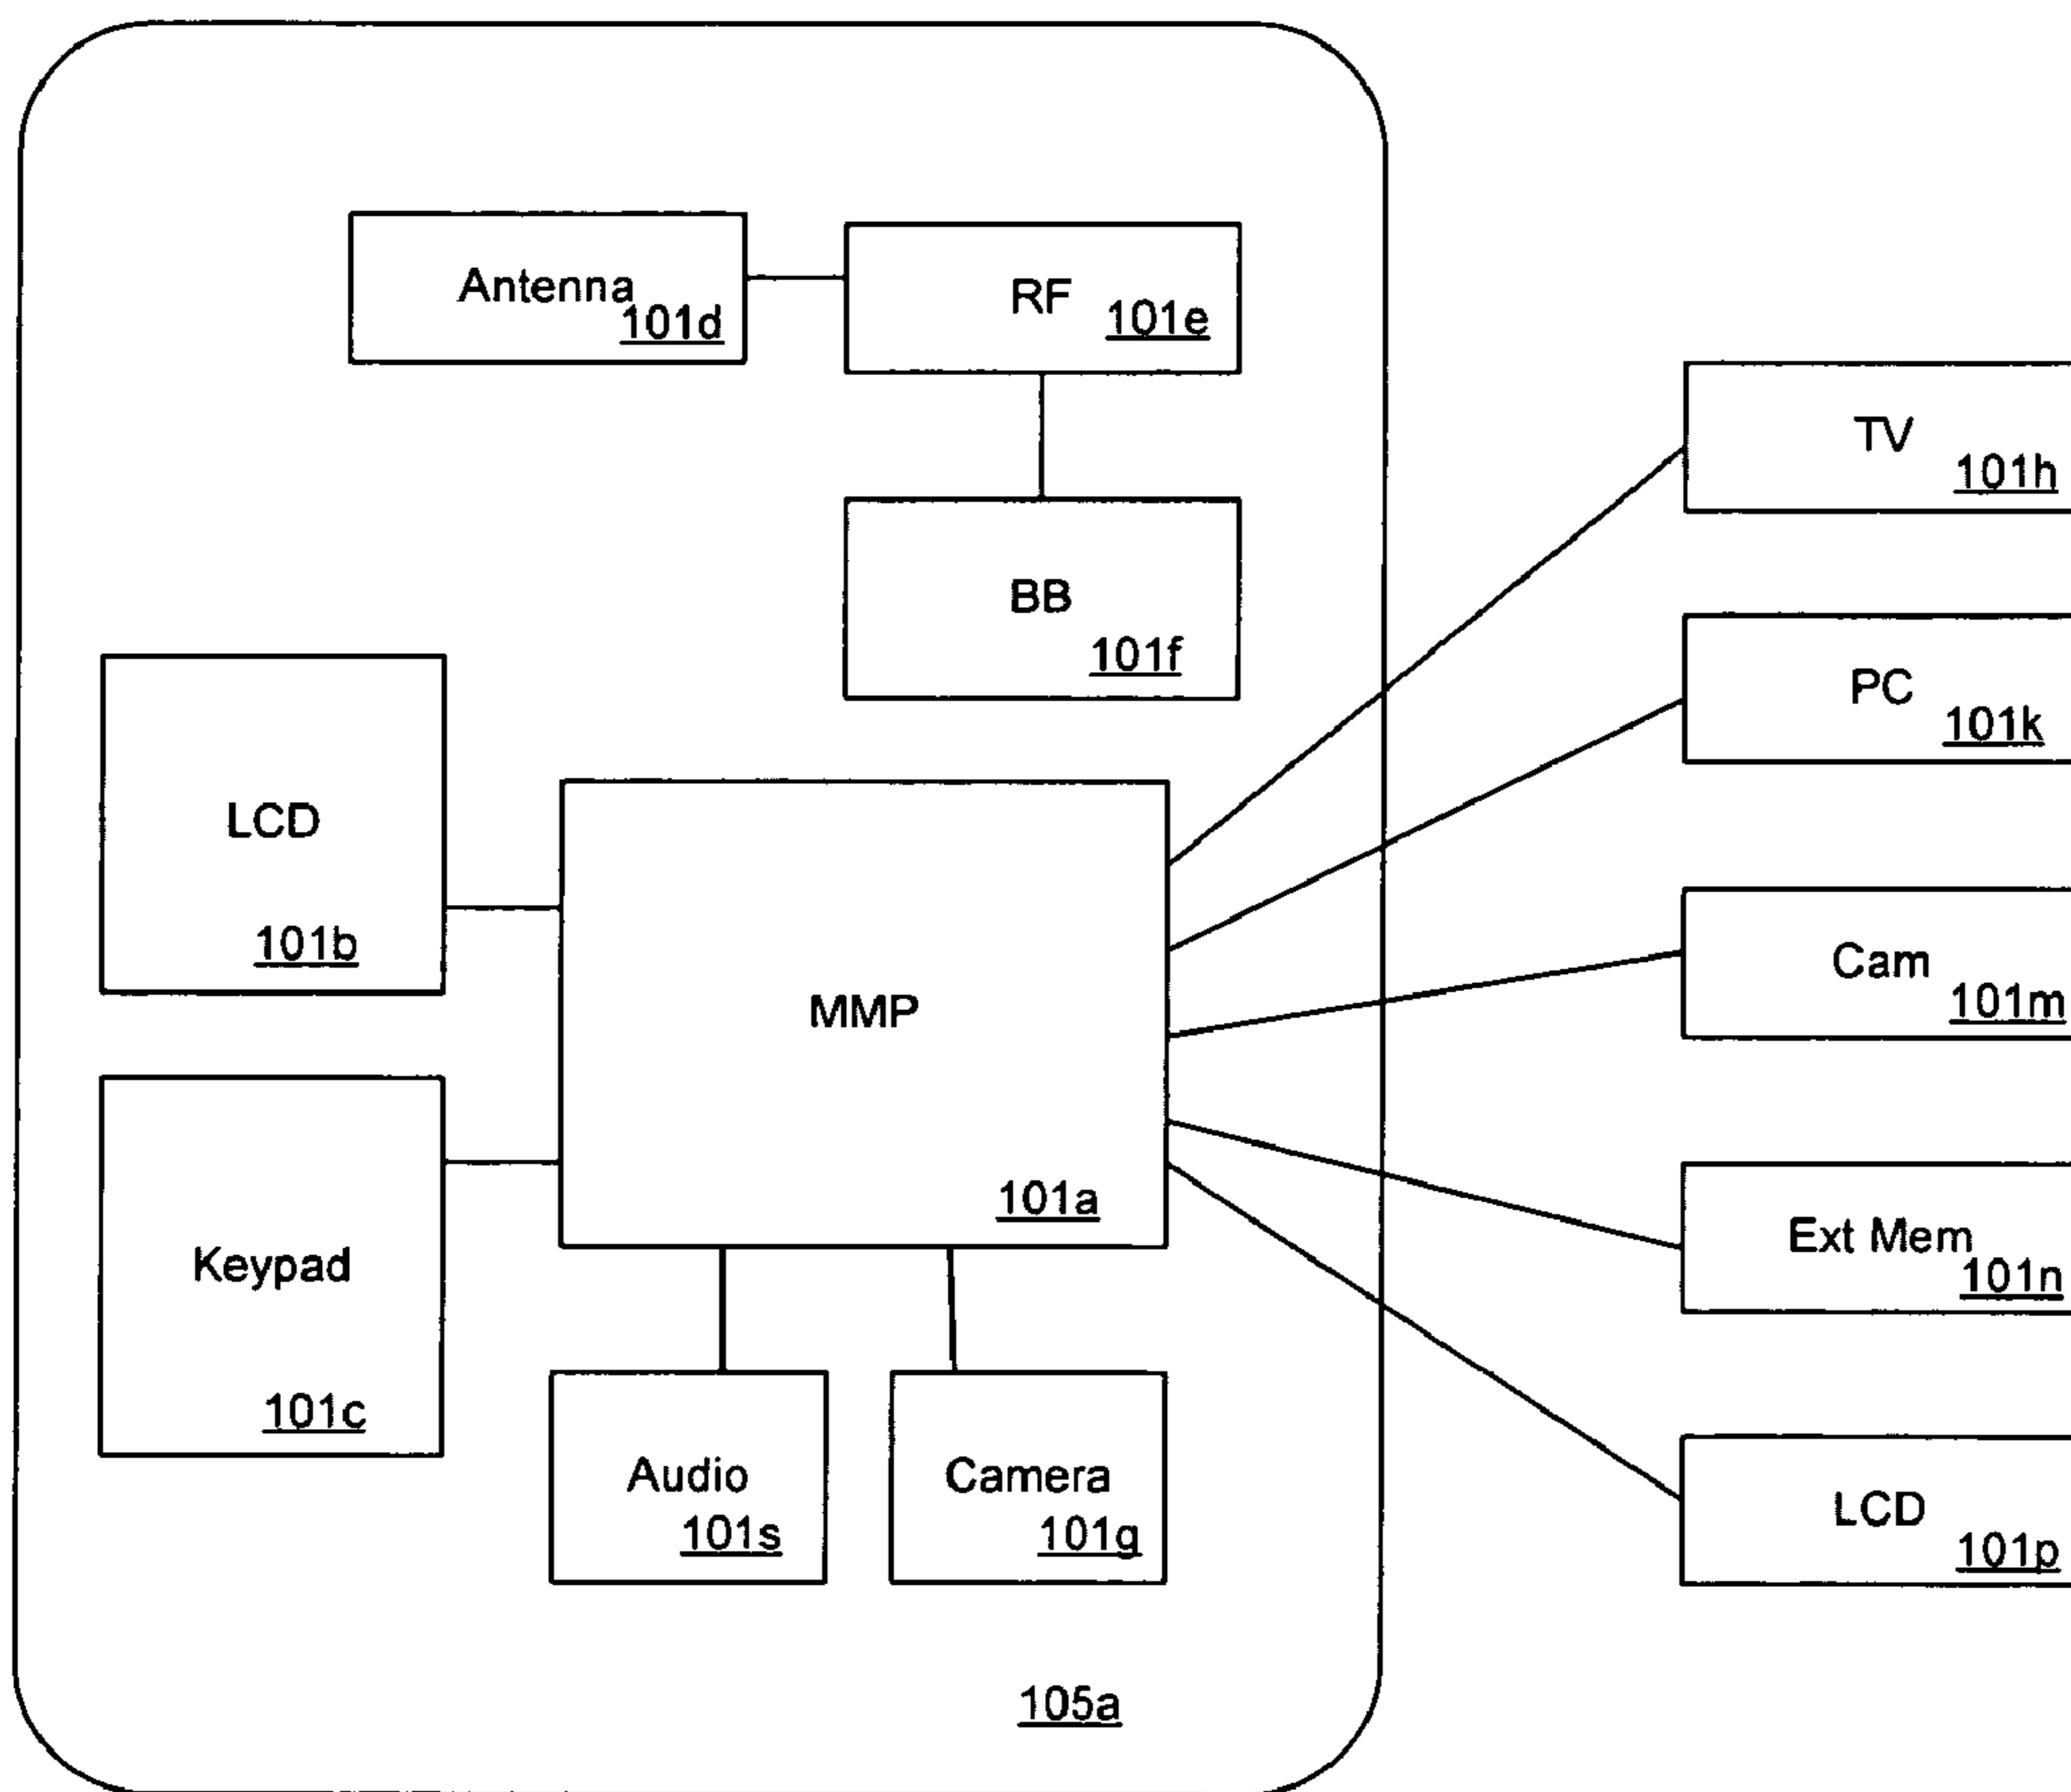 Antenna
101d
RF
101e
TV
101h
BB
101f
PC
101k
LCD
101b
MMP
101a
Cam
101m
Keypad
101c
Ext Mem
101n
Audio
101s
Camera
101g
LCD
101p
105a